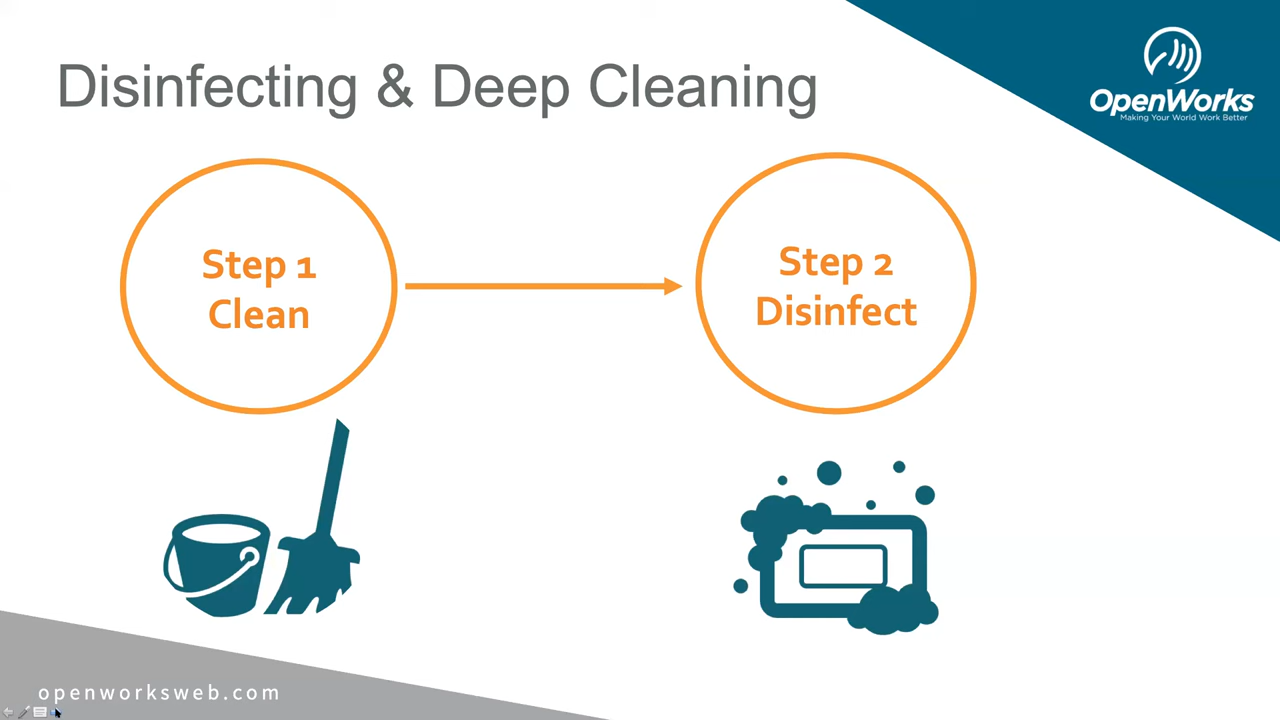 Disinfecting & Deep Cleaning
OpenWorks
Making Your World Work Better
Step 1
Clean
Step 2
Disinfect
openworksweb.com